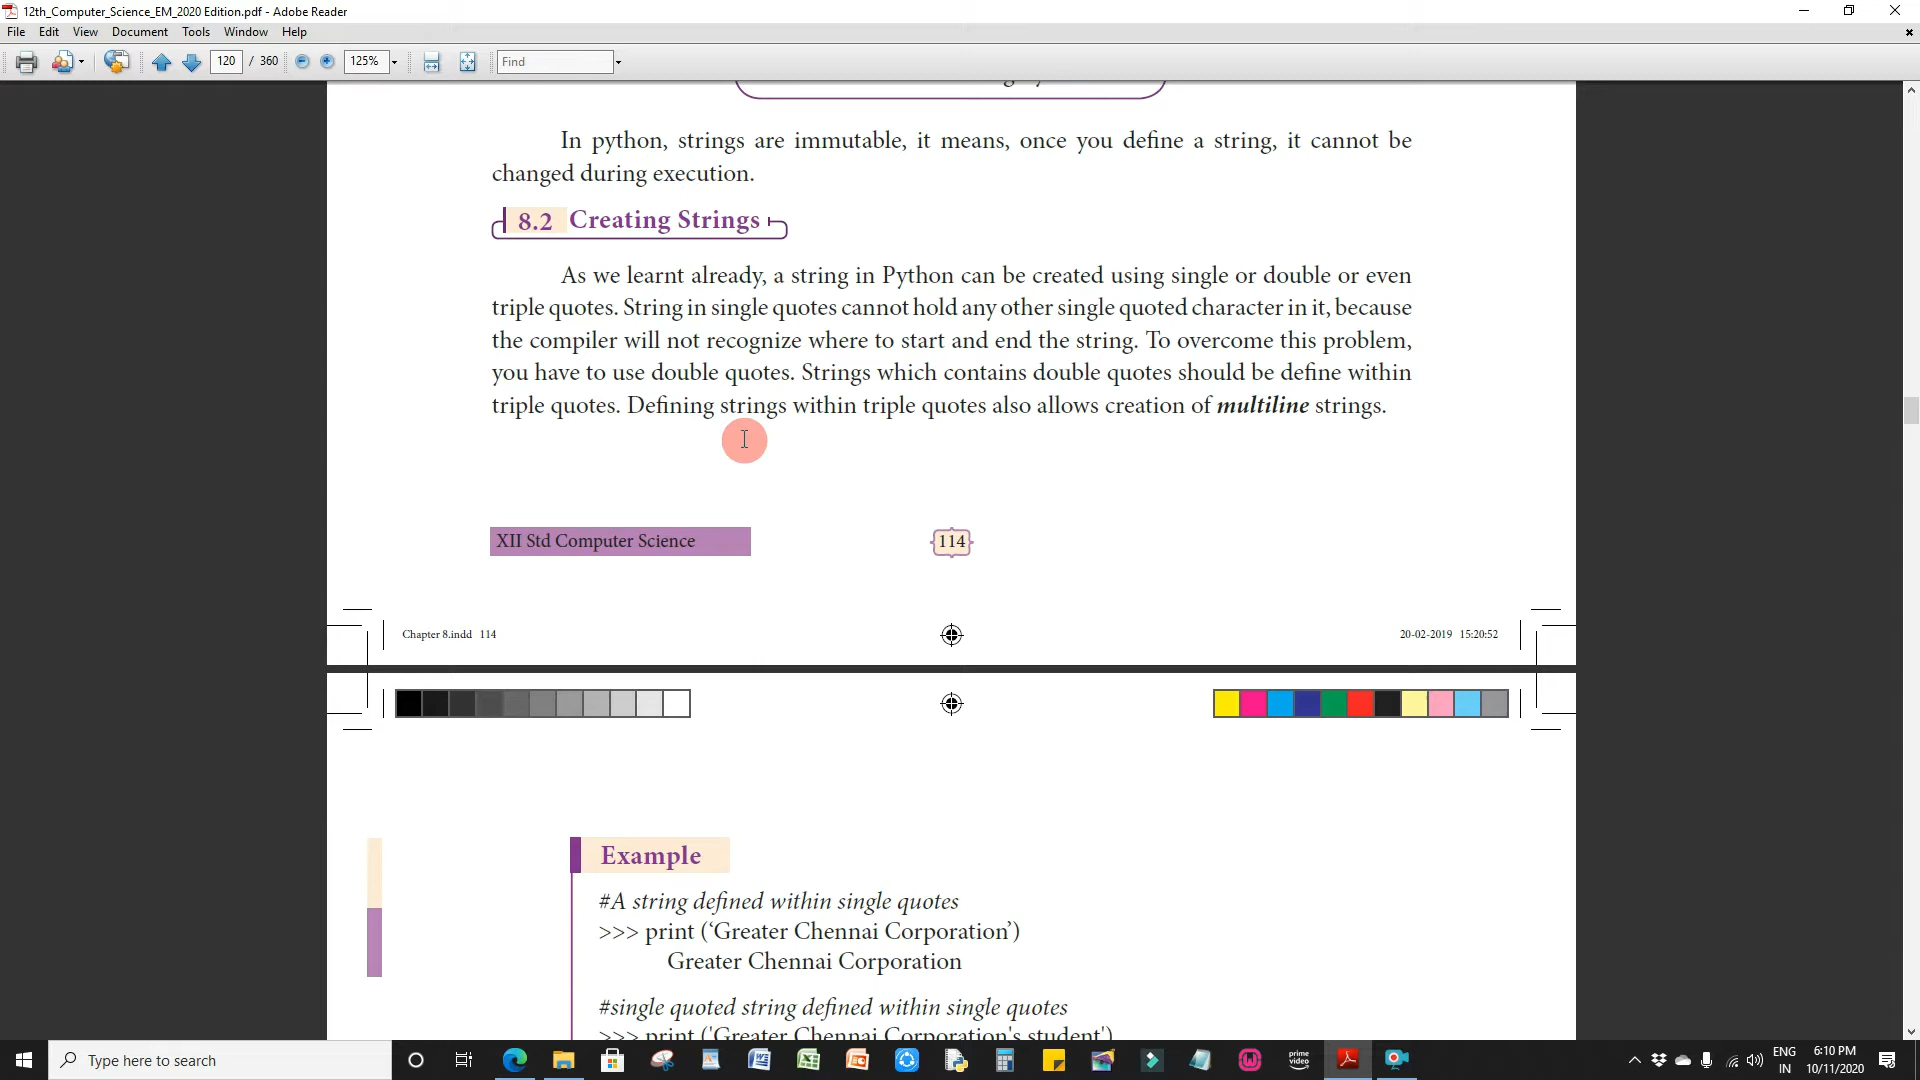 12th_Computer_Science_EM_2020 Edition.pdf - Adobe Reader
File Edit View Document Tools Window Help
120 / 360 125% Find
In python, strings are immutable, it means, once you define a string, it cannot be
changed during execution.
8.2 Creating Strings
As we learnt already, a string in Python can be created using single or double or even
triple quotes. String in single quotes cannot hold any other single quoted character in it, because
the compiler will not recognize where to start and end the string. To overcome this problem,
you have to use double quotes. Strings which contains double quotes should be define within
triple quotes. Defining strings within triple quotes also allows creation of multiline strings.
XII Std Computer Science 114
Chapter 8.indd 114 20-02-2019 15:20:52
Example
#A string defined within single quotes
>>> print (‘Greater Chennai Corporation’)
Greater Chennai Corporation
#single quoted string defined within single quotes
>>> print ('Greater Chennai Corporation's student')
Type here to search
prime video
ENG
IN
6:10 PM
10/11/2020